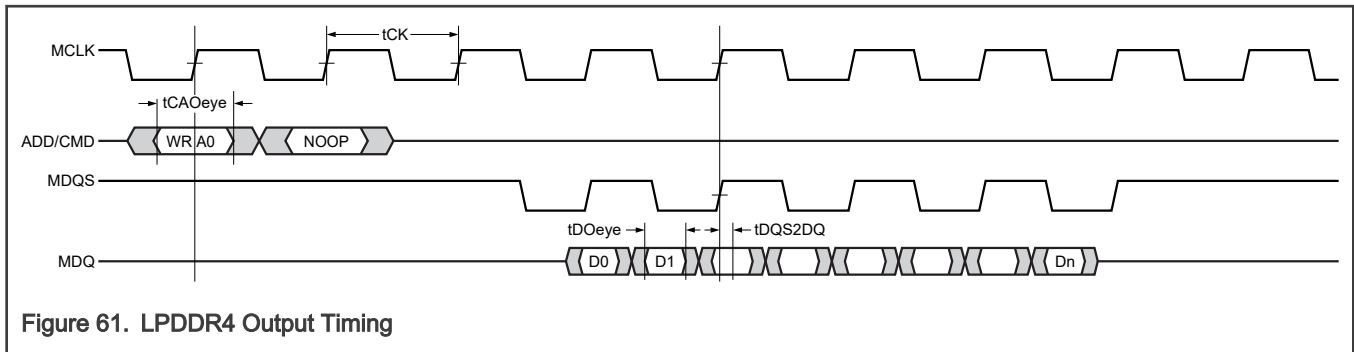 tCK
MCLK
tCAOeye
ADD/CMD WR A0 NOOP
MDQS
tDOeye tDQS2DQ
MDQ D0 D1 Dn
Figure 61. LPDDR4 Output Timing